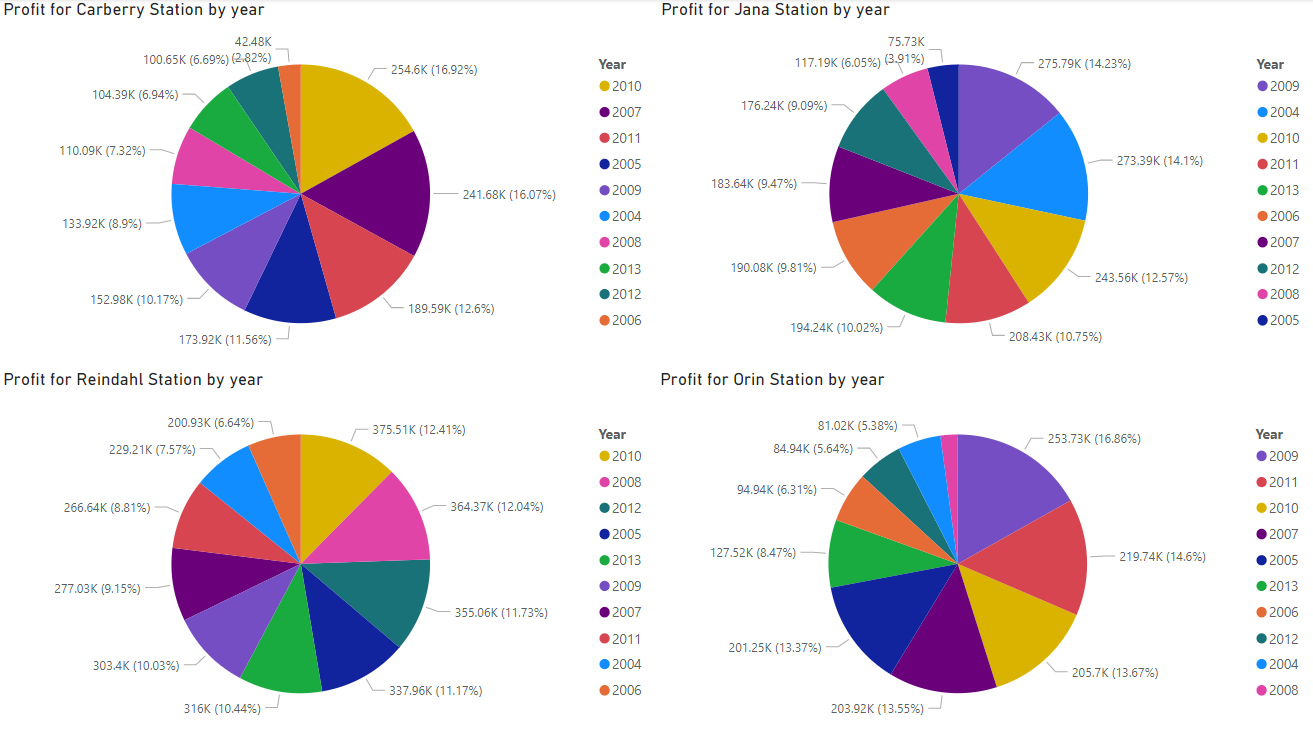 Profit for Carberry Station by year
42.48K
(2.82%)
254.6K (16.92%)
241.68K (16.07%)
189.59K (12.6%)
173.92K (11.56%)
152.98K (10.17%)
133.92K (8.9%)
110.09K (7.32%)
104.39K (6.94%)
100.65K (6.69%)
Year
2010
2007
2011
2005
2009
2004
2008
2013
2012
2006
Profit for Jana Station by year
75.73K
(3.91%)
275.79K (14.23%)
273.39K (14.1%)
243.56K (12.57%)
208.43K (10.75%)
194.24K (10.02%)
190.08K (9.81%)
183.64K (9.47%)
176.24K (9.09%)
117.19K (6.05%)
Year
2009
2004
2010
2011
2013
2006
2007
2012
2008
2005
Profit for Reindahl Station by year
375.51K (12.41%)
364.37K (12.04%)
355.06K (11.73%)
337.96K (11.17%)
316K (10.44%)
303.4K (10.03%)
277.03K (9.15%)
266.64K (8.81%)
229.21K (7.57%)
200.93K (6.64%)
Year
2010
2008
2012
2005
2013
2009
2007
2011
2004
2006
Profit for Orin Station by year
253.73K (16.86%)
219.74K (14.6%)
205.7K (13.67%)
203.92K (13.55%)
201.25K (13.37%)
127.52K (8.47%)
94.94K (6.31%)
84.94K (5.64%)
81.02K (5.38%)
Year
2009
2011
2010
2007
2005
2013
2006
2012
2004
2008